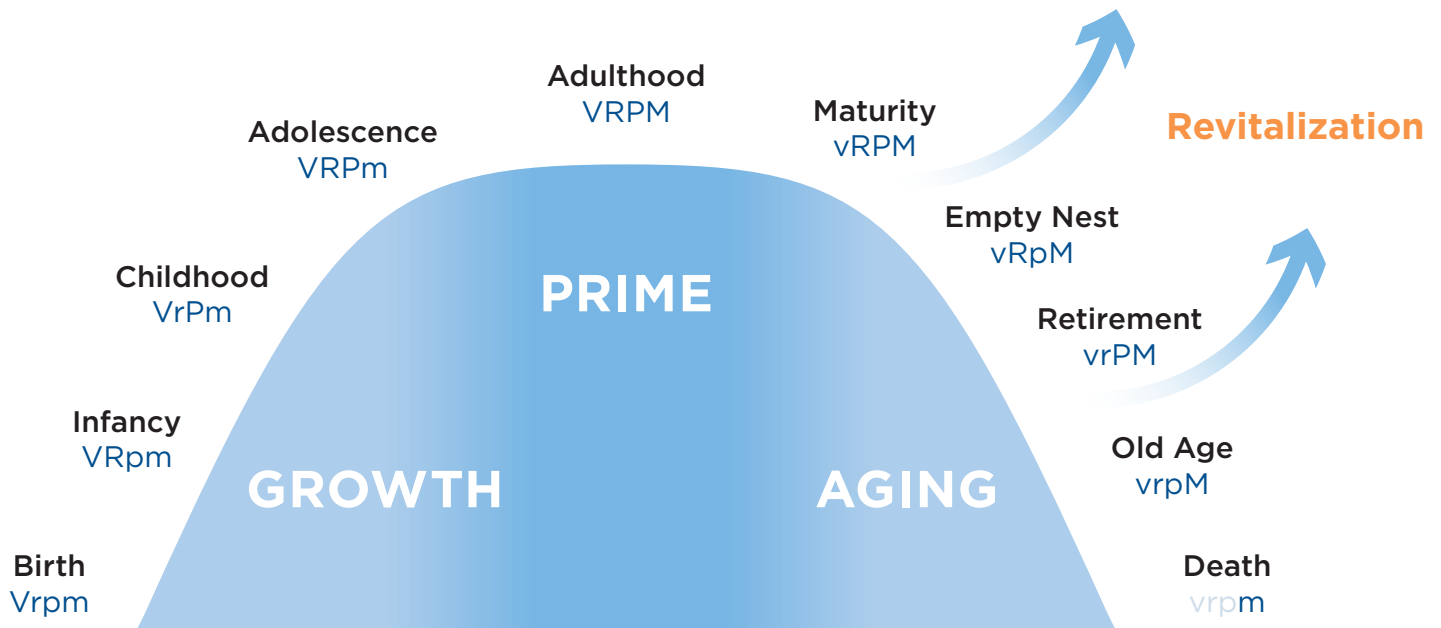 Birth
Vrpm
Infancy
VRpm
Childhood
VrPm
Adolescence
VRPm
Adulthood
VRPM
Maturity
vRPM
Empty Nest
vRpM
Retirement
vrPM
Old Age
vrpM
Death
vrpm
Revitalization
GROWTH
PRIME
AGING